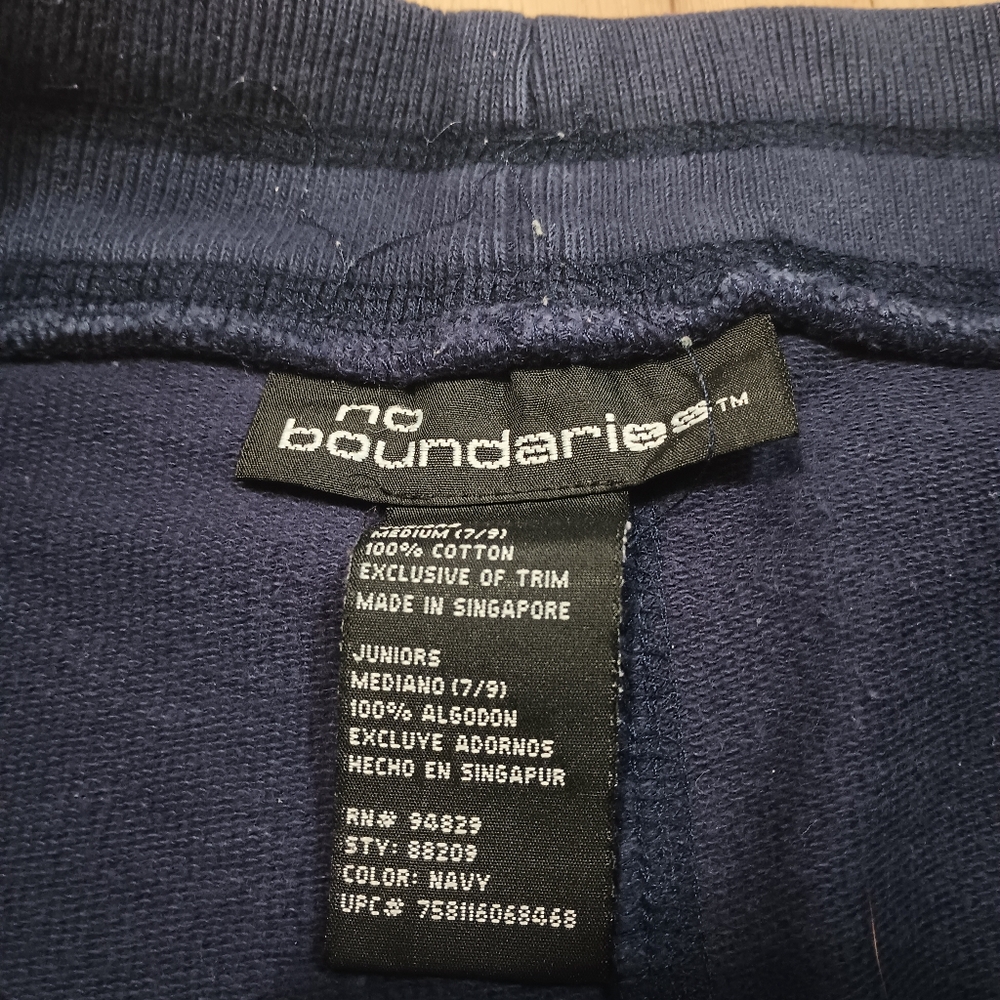 no
boundaries™
MEDIUM (7/9)
100% COTTON
EXCLUSIVE OF TRIM
MADE IN SINGAPORE
JUNIORS
MEDIANO (7/9)
100% ALGODON
EXCLUYE ADORNOS
HECHO EN SINGAPUR
RN# 94829
STY: 88209
COLOR: NAVY
UPC# 758116068468